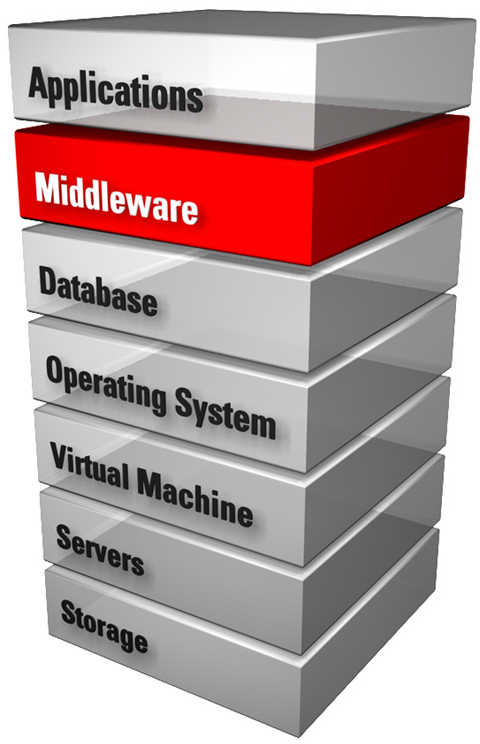 Applications
Middleware
Database
Operating System
Virtual Machine
Servers
Storage